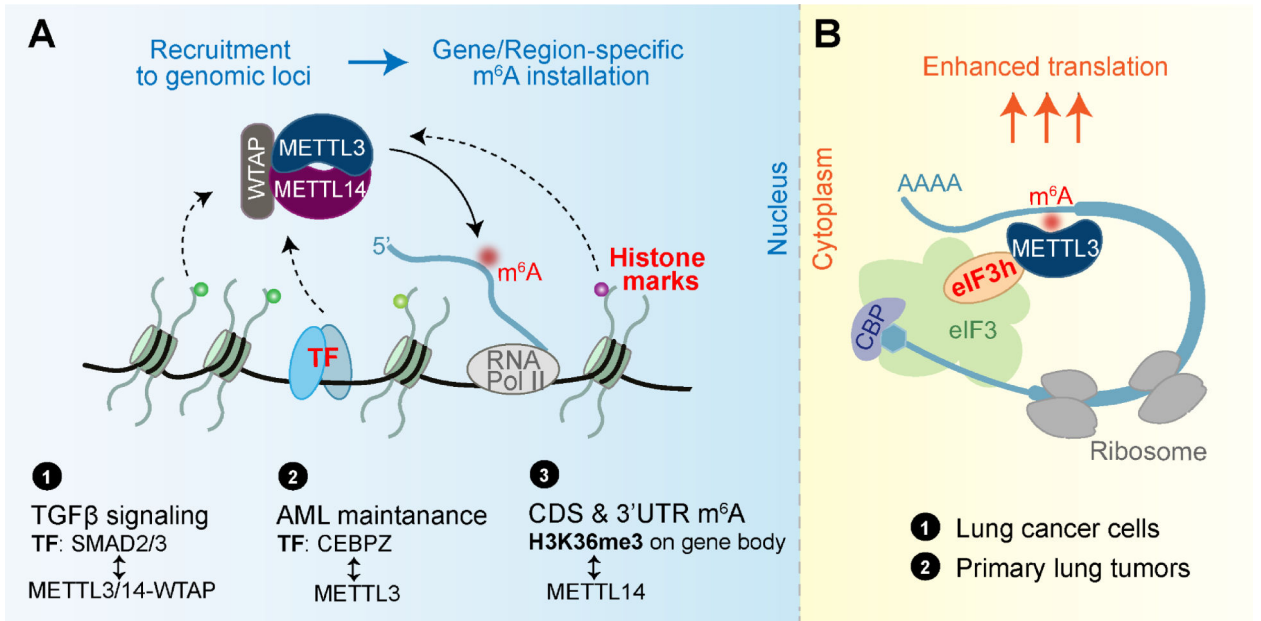 A
Recruitment
to genomic loci
Gene/Region-specific
m⁶A installation
WTAP
METTL3
METTL14
5'
m⁶A
Histone
marks
TF
RNA
Pol II
1
TGFβ signaling
TF: SMAD2/3
METTL3/14-WTAP
2
AML maintanance
TF: CEBPZ
METTL3
3
CDS & 3'UTR m⁶A
H3K36me3 on gene body
METTL14
Nucleus
Cytoplasm
B
Enhanced translation
AAAA
m⁶A
METTL3
eIF3h
eIF3
CBP
Ribosome
1 Lung cancer cells
2 Primary lung tumors